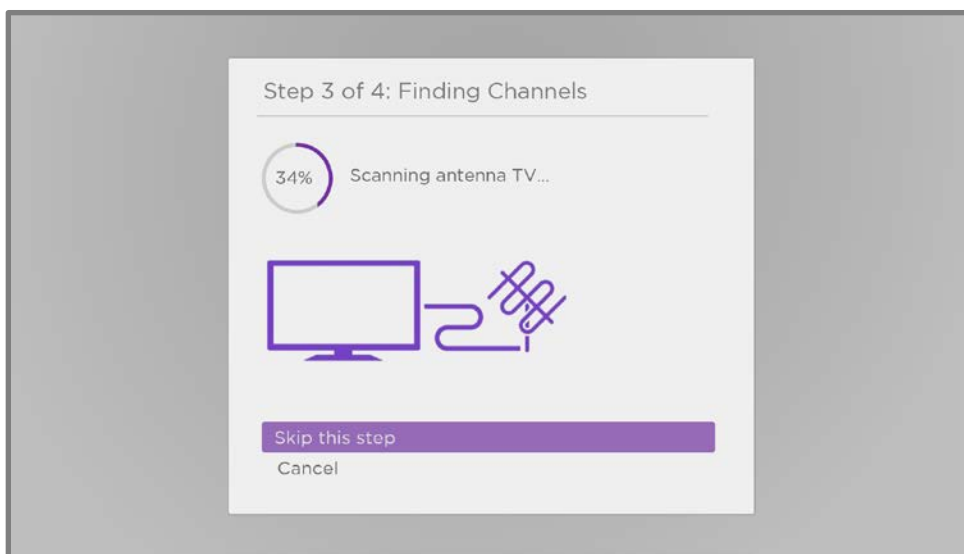 Step 3 of 4: Finding Channels
34%
Scanning antenna TV...
Skip this step
Cancel